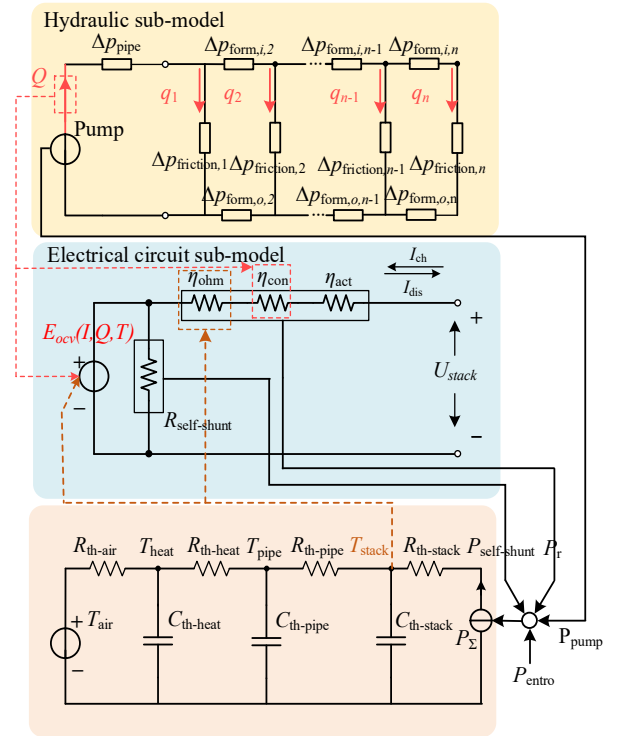 Hydraulic sub-model
Δp_pipe Δp_form,i,2 Δp_form,i,n-1 Δp_form,i,n
...
Q q_1 q_2 q_n-1 q_n
Pump
Δp_friction,1 Δp_friction,2 Δp_friction,n-1 Δp_friction,n
Δp_form,o,2 Δp_form,o,n-1 Δp_form,o,n
...
Electrical circuit sub-model
η_ohm η_con η_act I_ch
I_dis
E_ocv(I,Q,T)
+ +
U_stack
− −
R_self-shunt
R_th-air T_heat R_th-heat T_pipe R_th-pipe T_stack R_th-stack P_self-shunt P_r
+ T_air C_th-heat C_th-pipe C_th-stack P_Σ P_pump
−
P_entro